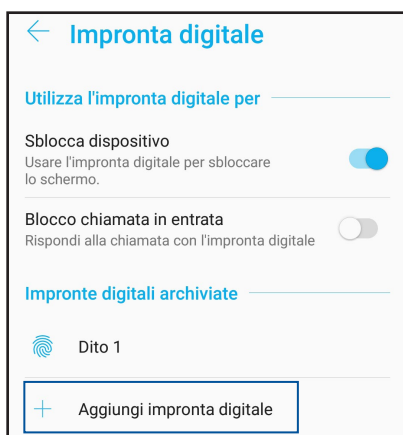 Impronta digitale
Utilizza l'impronta digitale per
Sblocca dispositivo
Usare l'impronta digitale per sbloccare
lo schermo.
Blocco chiamata in entrata
Rispondi alla chiamata con l'impronta digitale
Impronte digitali archiviate
Dito 1
Aggiungi impronta digitale